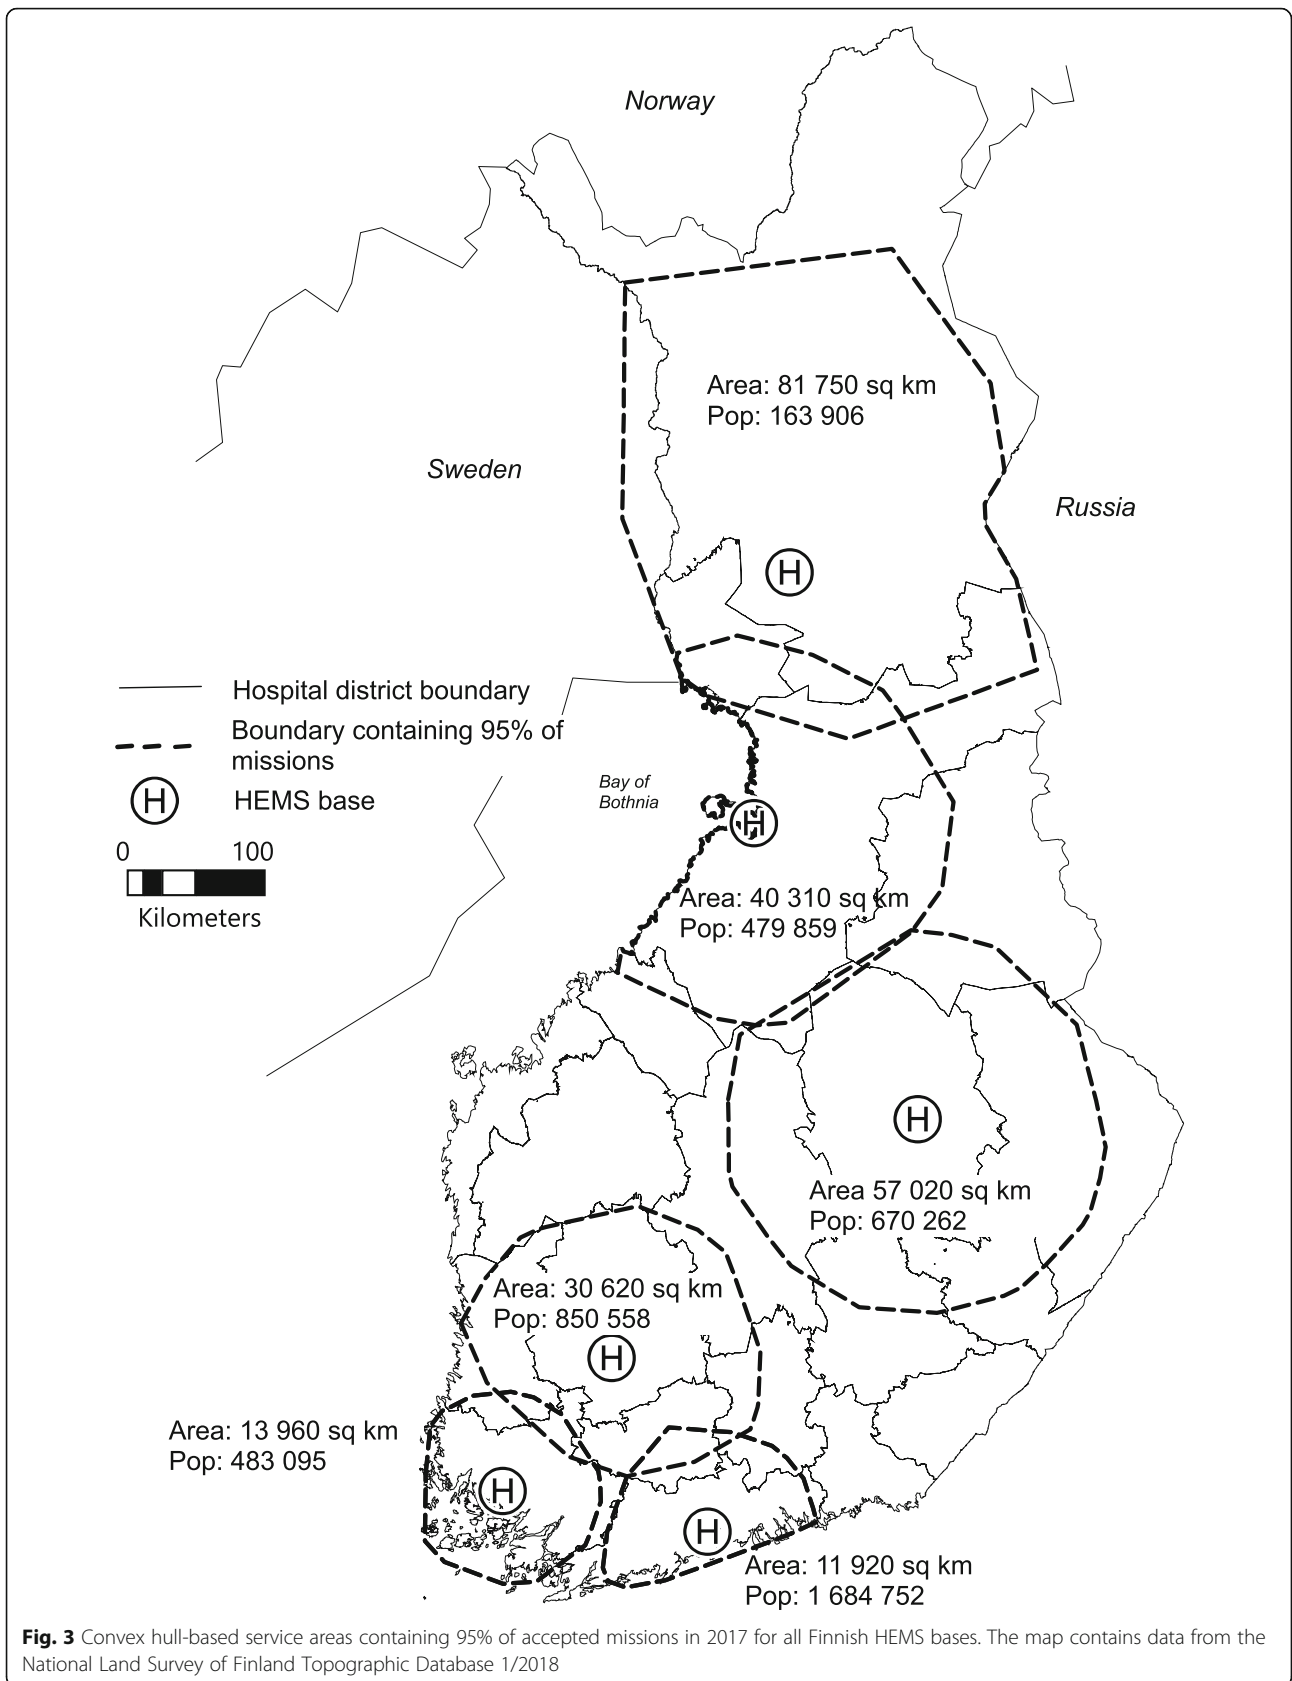 Norway
Area: 81 750 sq km
Pop: 163 906
Sweden
Russia
H
Hospital district boundary
Boundary containing 95% of
missions
H
HEMS base
Bay of
Bothnia
H
0 100
Kilometers
Area: 40 310 sq km
Pop: 479 859
H
Area 57 020 sq km
Pop: 670 262
Area: 30 620 sq km
Pop: 850 558
H
Area: 13 960 sq km
Pop: 483 095
H
H
Area: 11 920 sq km
Pop: 1 684 752
Fig. 3 Convex hull-based service areas containing 95% of accepted missions in 2017 for all Finnish HEMS bases. The map contains data from the
National Land Survey of Finland Topographic Database 1/2018